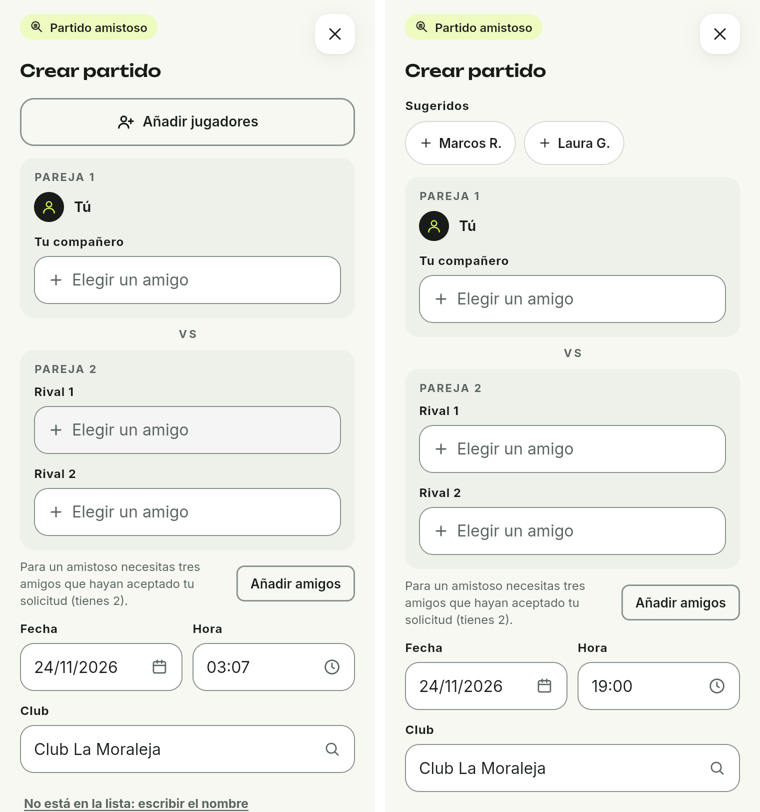 Partido amistoso
Crear partido
Añadir jugadores
PAREJA 1
Tú
Tu compañero
Elegir un amigo
VS
PAREJA 2
Rival 1
Elegir un amigo
Rival 2
Elegir un amigo
Para un amistoso necesitas tres
amigos que hayan aceptado tu
solicitud (tienes 2).
Añadir amigos
Fecha
Hora
24/11/2026
03:07
Club
Club La Moraleja
No está en la lista: escribir el nombre
Partido amistoso
Crear partido
Sugeridos
+ Marcos R.
+ Laura G.
PAREJA 1
Tú
Tu compañero
Elegir un amigo
VS
PAREJA 2
Rival 1
Elegir un amigo
Rival 2
Elegir un amigo
Para un amistoso necesitas tres
amigos que hayan aceptado tu
solicitud (tienes 2).
Añadir amigos
Fecha
Hora
24/11/2026
19:00
Club
Club La Moraleja